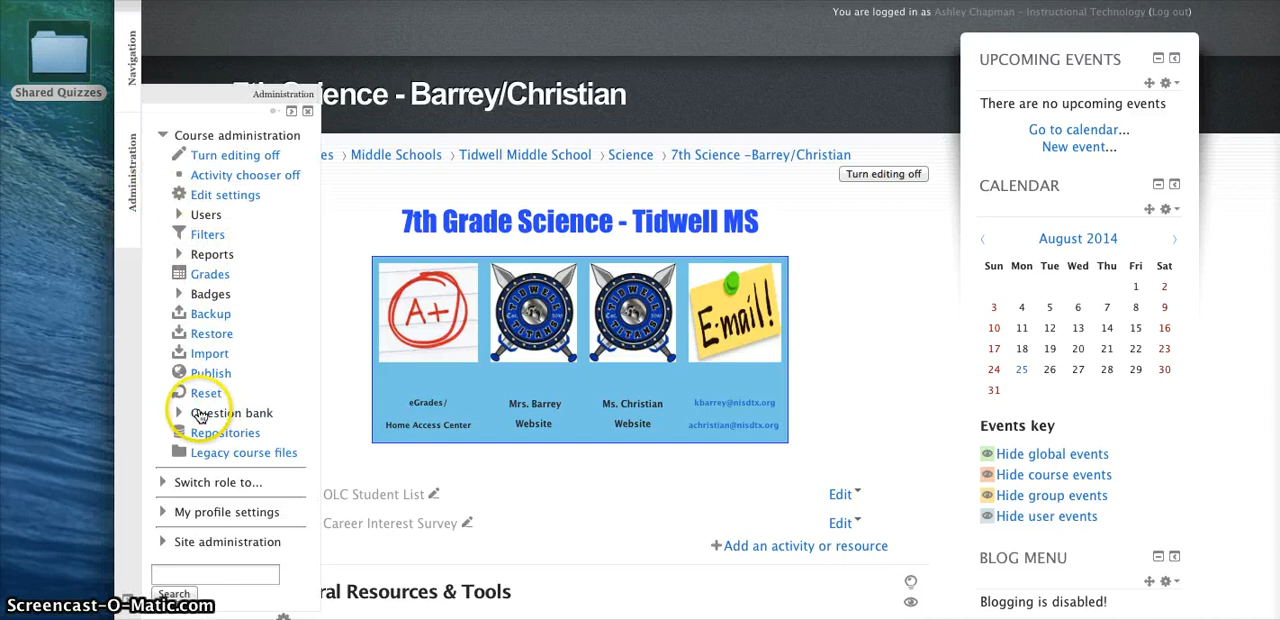 You are logged in as Ashley Chapman - Instructional Technology (Log out)
Shared Quizzes
Navigation
Administration
Administration
ience - Barrey/Christian
es > Middle Schools > Tidwell Middle School > Science > 7th Science -Barrey/Christian
Turn editing off
Course administration
Turn editing off
Activity chooser off
Edit settings
Users
Filters
Reports
Grades
Badges
Backup
Restore
Import
Publish
Reset
Question bank
Repositories
Legacy course files
Switch role to...
My profile settings
Site administration
Search
7th Grade Science - Tidwell MS
A+
TIDWELL
TITANS
TIDWELL
TITANS
E-mail!
eGrades/
Home Access Center
Mrs. Barrey
Website
Ms. Christian
Website
kbarrey@nisdtx.org
achristian@nisdtx.org
OLC Student List
Edit
Career Interest Survey
Edit
+Add an activity or resource
ral Resources & Tools
UPCOMING EVENTS
There are no upcoming events
Go to calendar...
New event...
CALENDAR
August 2014
Sun Mon Tue Wed Thu Fri Sat
1 2
3 4 5 6 7 8 9
10 11 12 13 14 15 16
17 18 19 20 21 22 23
24 25 26 27 28 29 30
31
Events key
Hide global events
Hide course events
Hide group events
Hide user events
BLOG MENU
Blogging is disabled!
Screencast-O-Matic.com